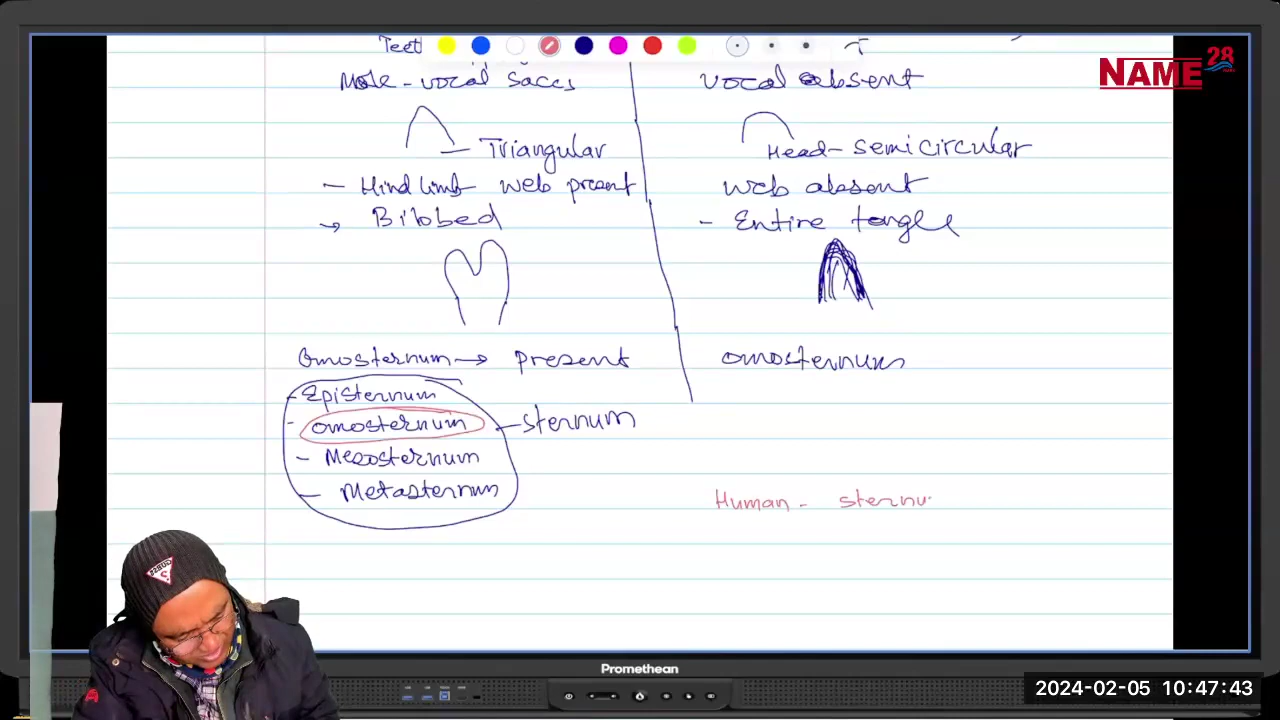 Teet
Male - vocal saccs
vocal absent
Triangular
Head - semicircular
- Hind limb web present
web absent
→ Bilobed
- Entire tongue
Omosternum → present
omosternum
- Episternum
- omosternum
- sternum
- Mesosternum
- Metasternum
Human - sternu
NAME 28
Promethean
2024-02-05 10:47:43